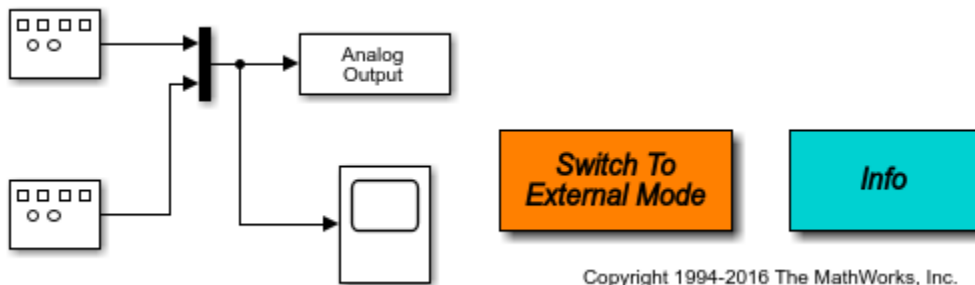 Analog
Output
Switch To
External Mode
Info
Copyright 1994-2016 The MathWorks, Inc.